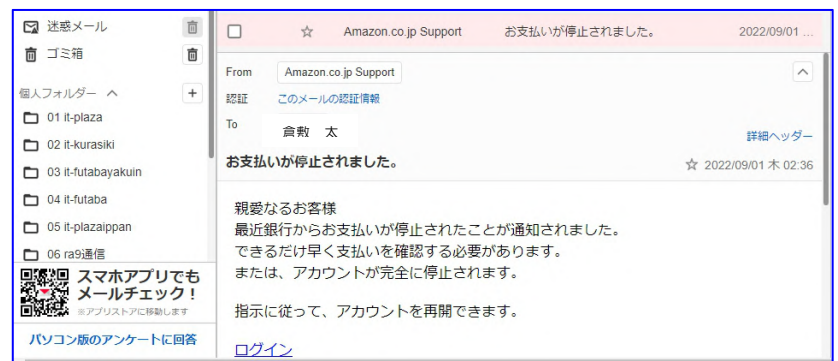 迷惑メール
ゴミ箱
個人フォルダー
01 it-plaza
02 it-kurasiki
03 it-futabayakuin
04 it-futaba
05 it-plazaippan
06 ra9通信
スマホアプリでも
メールチェック！
※アプリストアに移動します
パソコン版のアンケートに回答
Amazon.co.jp Support お支払いが停止されました。 2022/09/01 ...
From Amazon.co.jp Support
認証 このメールの認証情報
To 倉敷 太
詳細ヘッダー
お支払いが停止されました。 ☆ 2022/09/01 木 02:36
親愛なるお客様
最近銀行からお支払いが停止されたことが通知されました。
できるだけ早く支払いを確認する必要があります。
または、アカウントが完全に停止されます。
指示に従って、アカウントを再開できます。
ログイン